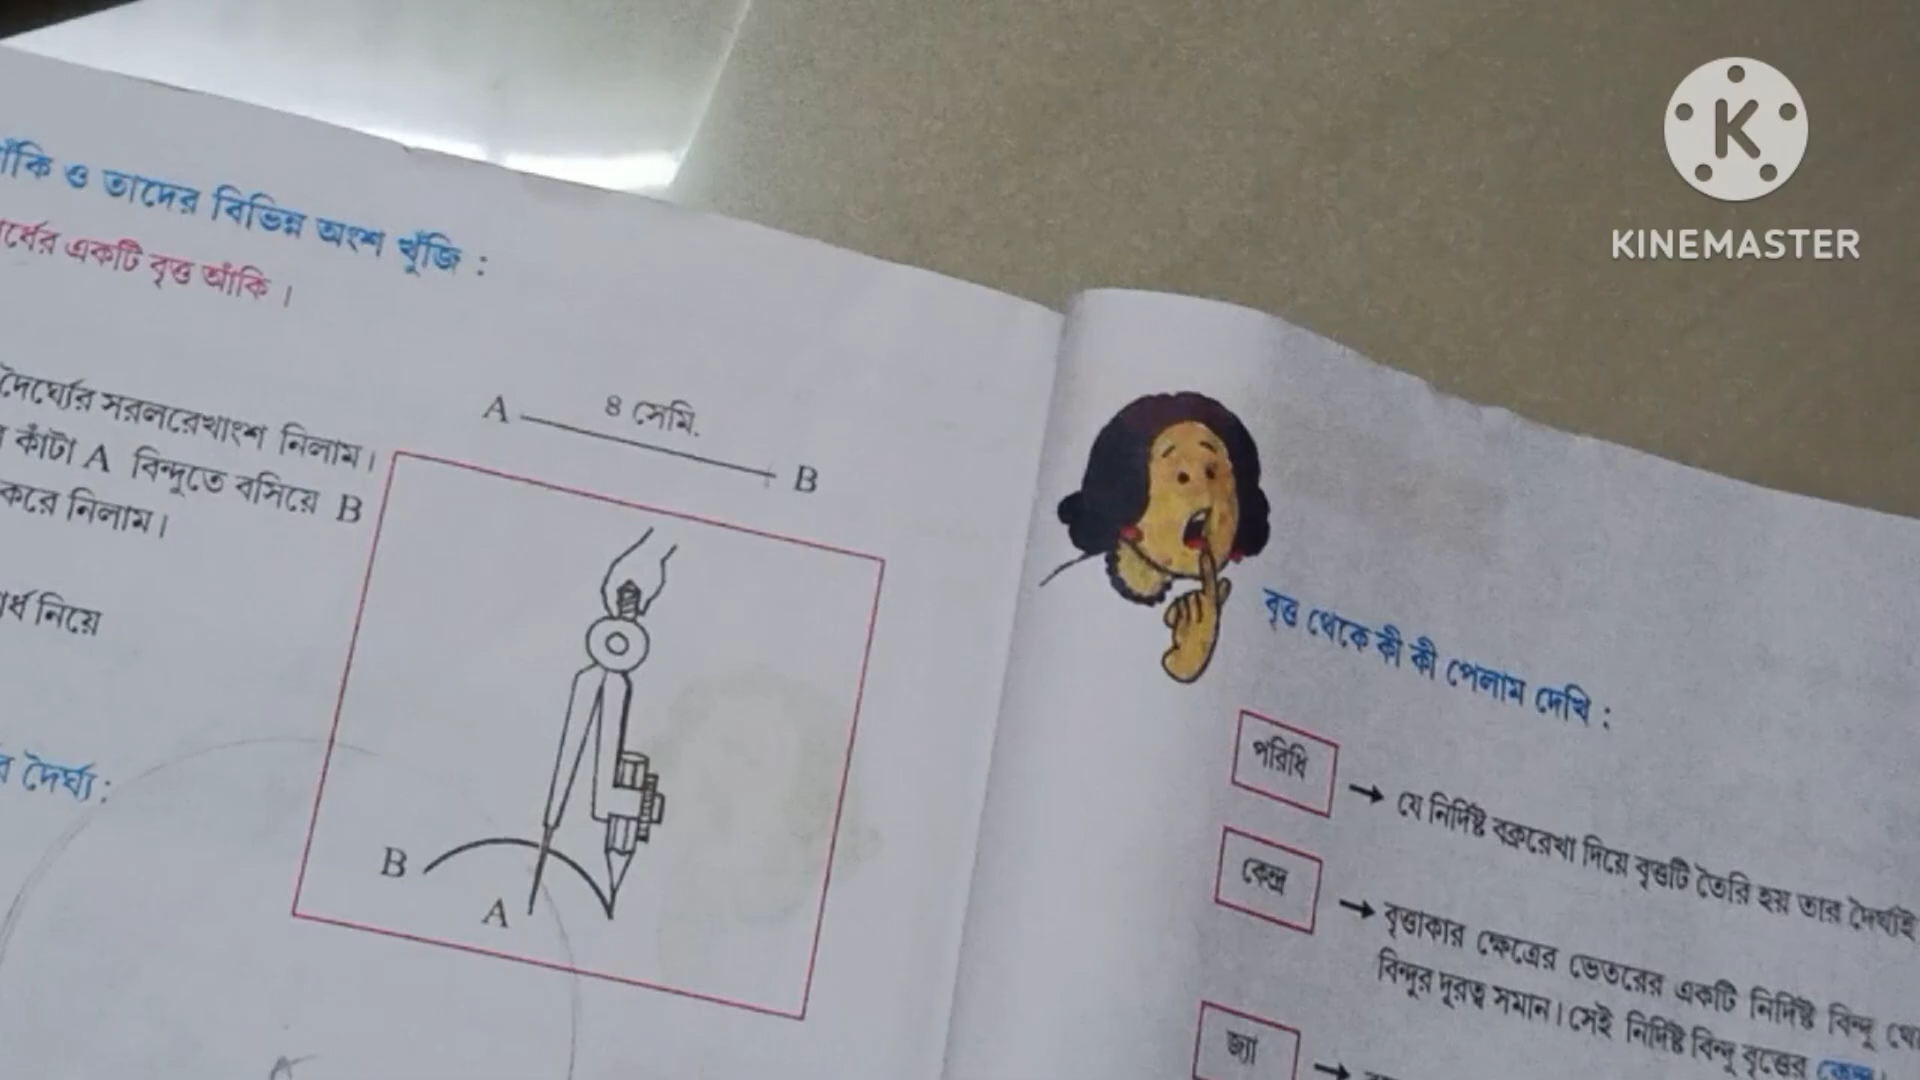 ও তাদের বিভিন্ন অংশ খুঁজি :
একটি বৃত্ত আঁকি ।
দৈর্ঘ্যের সরলরেখাংশ নিলাম।
কাঁটা A বিন্দুতে বসিয়ে B
করে নিলাম।
নিয়ে
দৈর্ঘ্য :
A ৪ সেমি. B
B
A
বৃত্ত থেকে কী কী পেলাম দেখি :
পরিধি → যে নির্দিষ্ট বক্ররেখা দিয়ে বৃত্তটি তৈরি হয় তার দৈর্ঘ্যই
কেন্দ্র → বৃত্তাকার ক্ষেত্রের ভেতরের একটি নির্দিষ্ট বিন্দু
বিন্দুর দূরত্ব সমান। সেই নির্দিষ্ট বিন্দু বৃত্তের কেন্দ্র।
জ্যা →
K
KINEMASTER